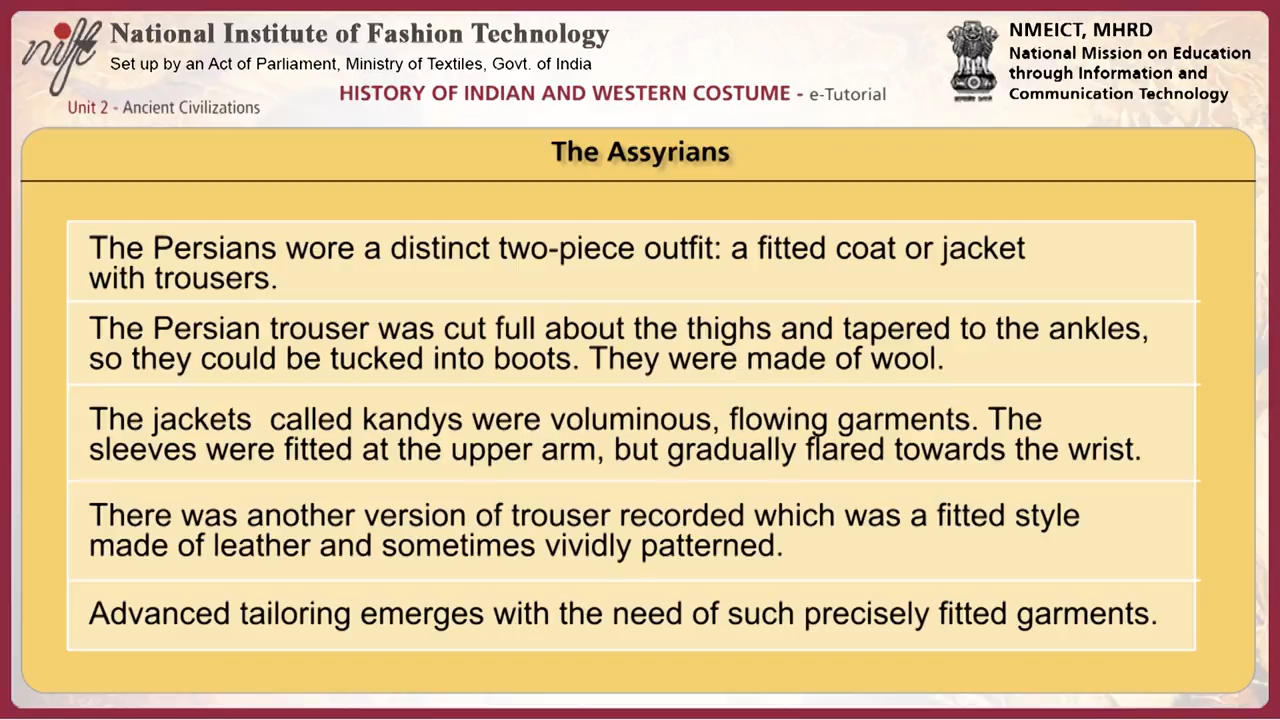 nift
National Institute of Fashion Technology
Set up by an Act of Parliament, Ministry of Textiles, Govt. of India
Unit 2 - Ancient Civilizations
HISTORY OF INDIAN AND WESTERN COSTUME - e-Tutorial
NMEICT, MHRD
National Mission on Education
through Information and
Communication Technology
The Assyrians
The Persians wore a distinct two-piece outfit: a fitted coat or jacket
with trousers.
The Persian trouser was cut full about the thighs and tapered to the ankles,
so they could be tucked into boots. They were made of wool.
The jackets  called kandys were voluminous, flowing garments. The
sleeves were fitted at the upper arm, but gradually flared towards the wrist.
There was another version of trouser recorded which was a fitted style
made of leather and sometimes vividly patterned.
Advanced tailoring emerges with the need of such precisely fitted garments.